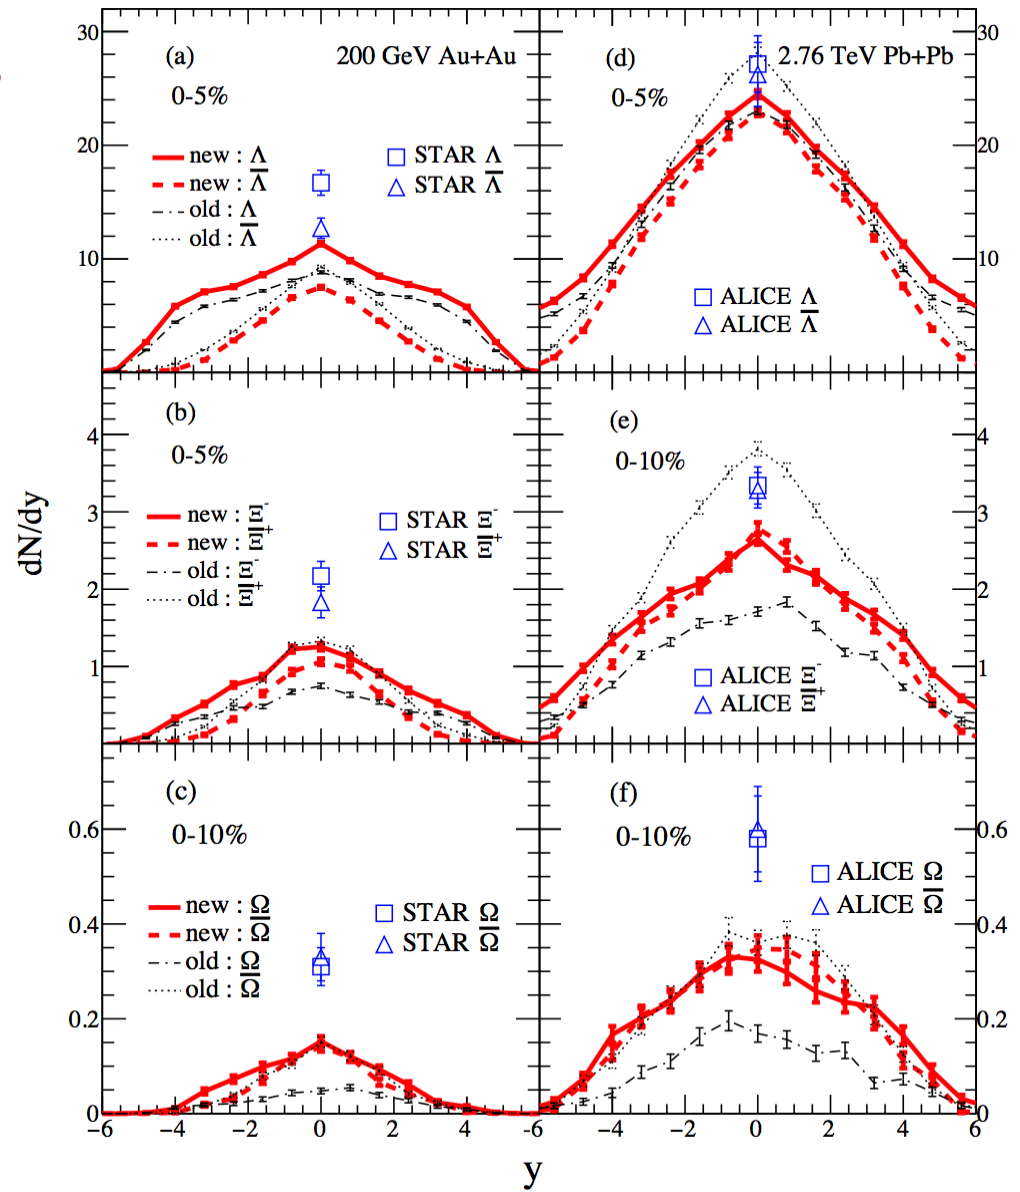 (a) 200 GeV Au+Au
0-5%
new : Λ
new : Λ̅
old : Λ
old : Λ̅
STAR Λ
STAR Λ̅
30
20
10
(d) 2.76 TeV Pb+Pb
0-5%
ALICE Λ
ALICE Λ̅
30
20
10
(b)
0-5%
new : Ξ⁻
new : Ξ̅⁺
old : Ξ⁻
old : Ξ̅⁺
STAR Ξ⁻
STAR Ξ̅⁺
4
3
2
1
dN/dy
(e)
0-10%
ALICE Ξ⁻
ALICE Ξ̅⁺
4
3
2
1
(c)
0-10%
new : Ω
new : Ω̅
old : Ω
old : Ω̅
STAR Ω
STAR Ω̅
0.6
0.4
0.2
0
(f)
0-10%
ALICE Ω
ALICE Ω̅
0.6
0.4
0.2
0
−6 −4 −2 0 2 4 −6 −4 −2 0 2 4 6
y